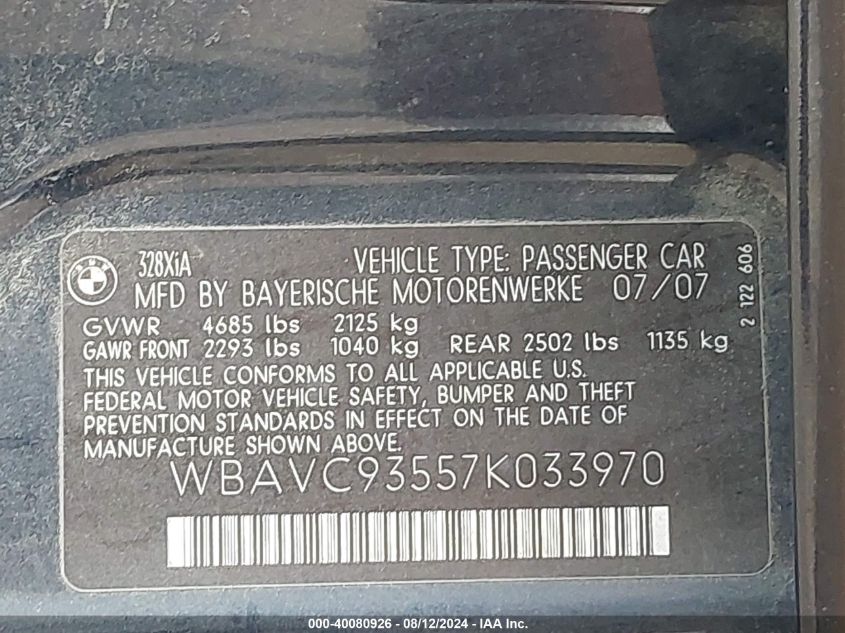 BMW
328XiA VEHICLE TYPE: PASSENGER CAR
MFD BY BAYERISCHE MOTORENWERKE 07/07
GVWR 4685 lbs 2125 kg
GAWR FRONT 2293 lbs 1040 kg REAR 2502 lbs 1135 kg
THIS VEHICLE CONFORMS TO ALL APPLICABLE U.S.
FEDERAL MOTOR VEHICLE SAFETY, BUMPER AND THEFT
PREVENTION STANDARDS IN EFFECT ON THE DATE OF
MANUFACTURE SHOWN ABOVE.
WBAVC93557K033970
2 122 606
000-40080926 - 08/12/2024 - IAA Inc.